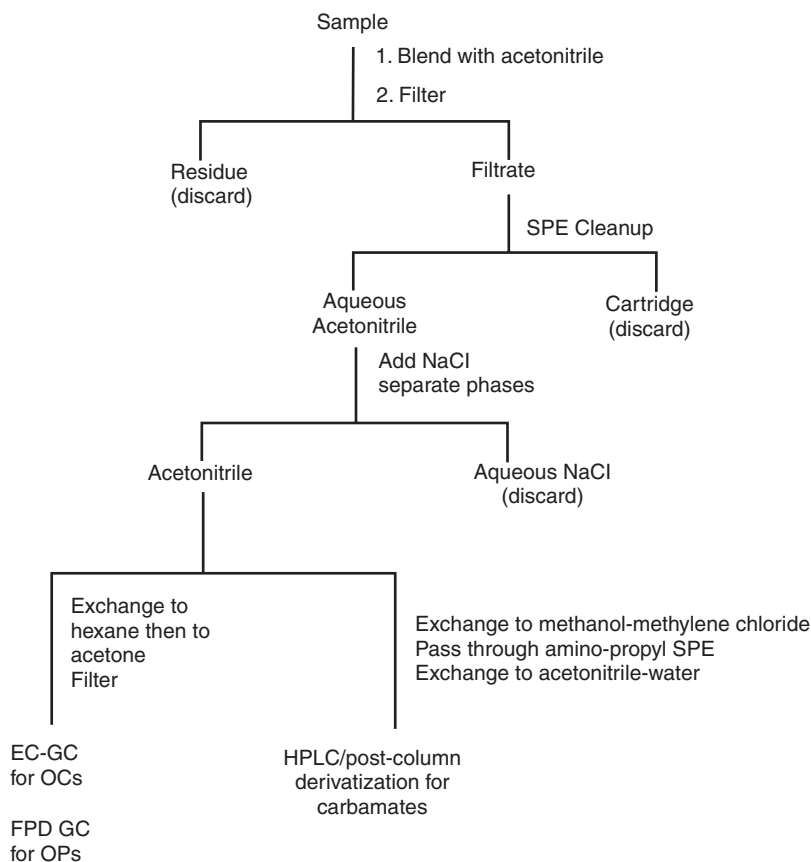 Sample
1. Blend with acetonitrile
2. Filter
Residue
(discard)
Filtrate
SPE Cleanup
Aqueous
Acetonitrile
Cartridge
(discard)
Add NaCl
separate phases
Acetonitrile
Aqueous NaCl
(discard)
Exchange to
hexane then to
acetone
Filter
Exchange to methanol-methylene chloride
Pass through amino-propyl SPE
Exchange to acetonitrile-water
EC-GC
for OCs
HPLC/post-column
derivatization for
carbamates
FPD GC
for OPs